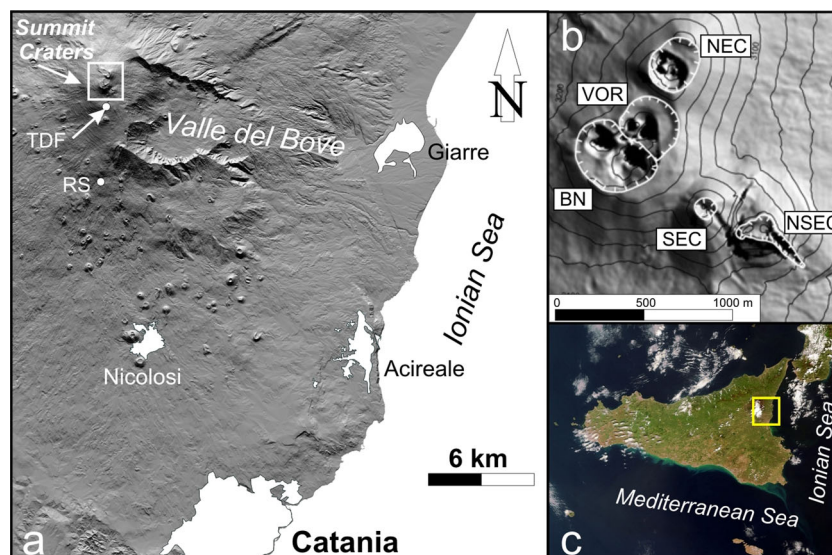 Summit
Craters
TDF
RS
Valle del Bove
N
Giarre
Ionian Sea
Nicolosi
Acireale
6 km
Catania
a
b
NEC
VOR
BN
SEC
NSEC
0 500 1000 m
Ionian Sea
Mediterranean Sea
c